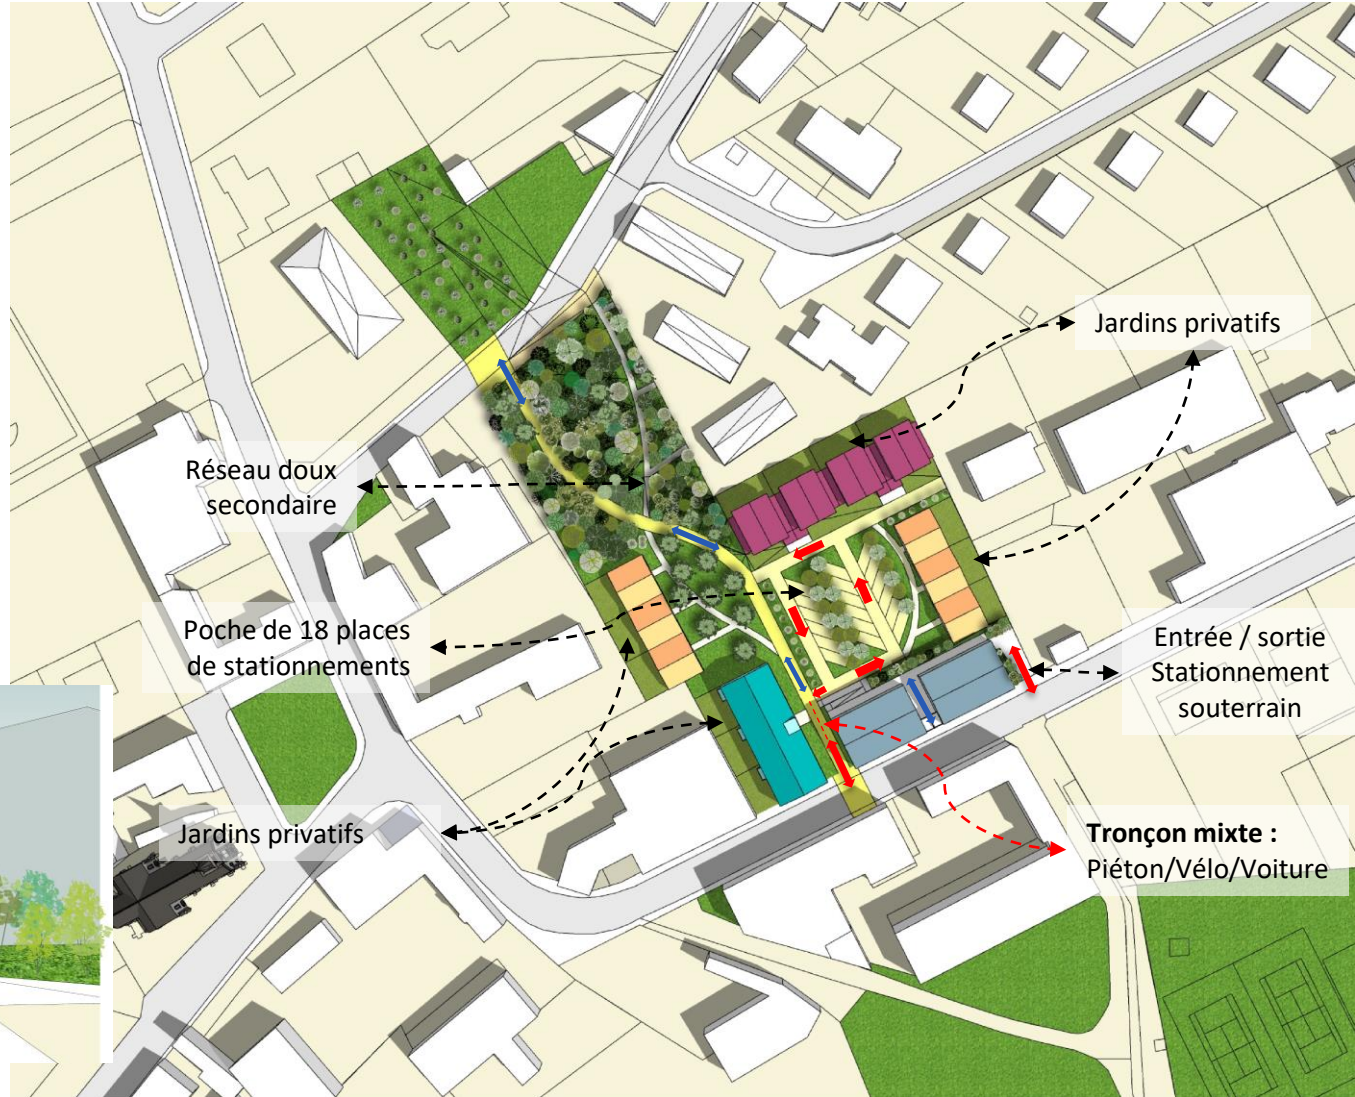 Jardins privatifs
Réseau doux
secondaire
Poche de 18 places
de stationnements
Entrée / sortie
Stationnement
souterrain
Jardins privatifs
Tronçon mixte :
Piéton/Vélo/Voiture